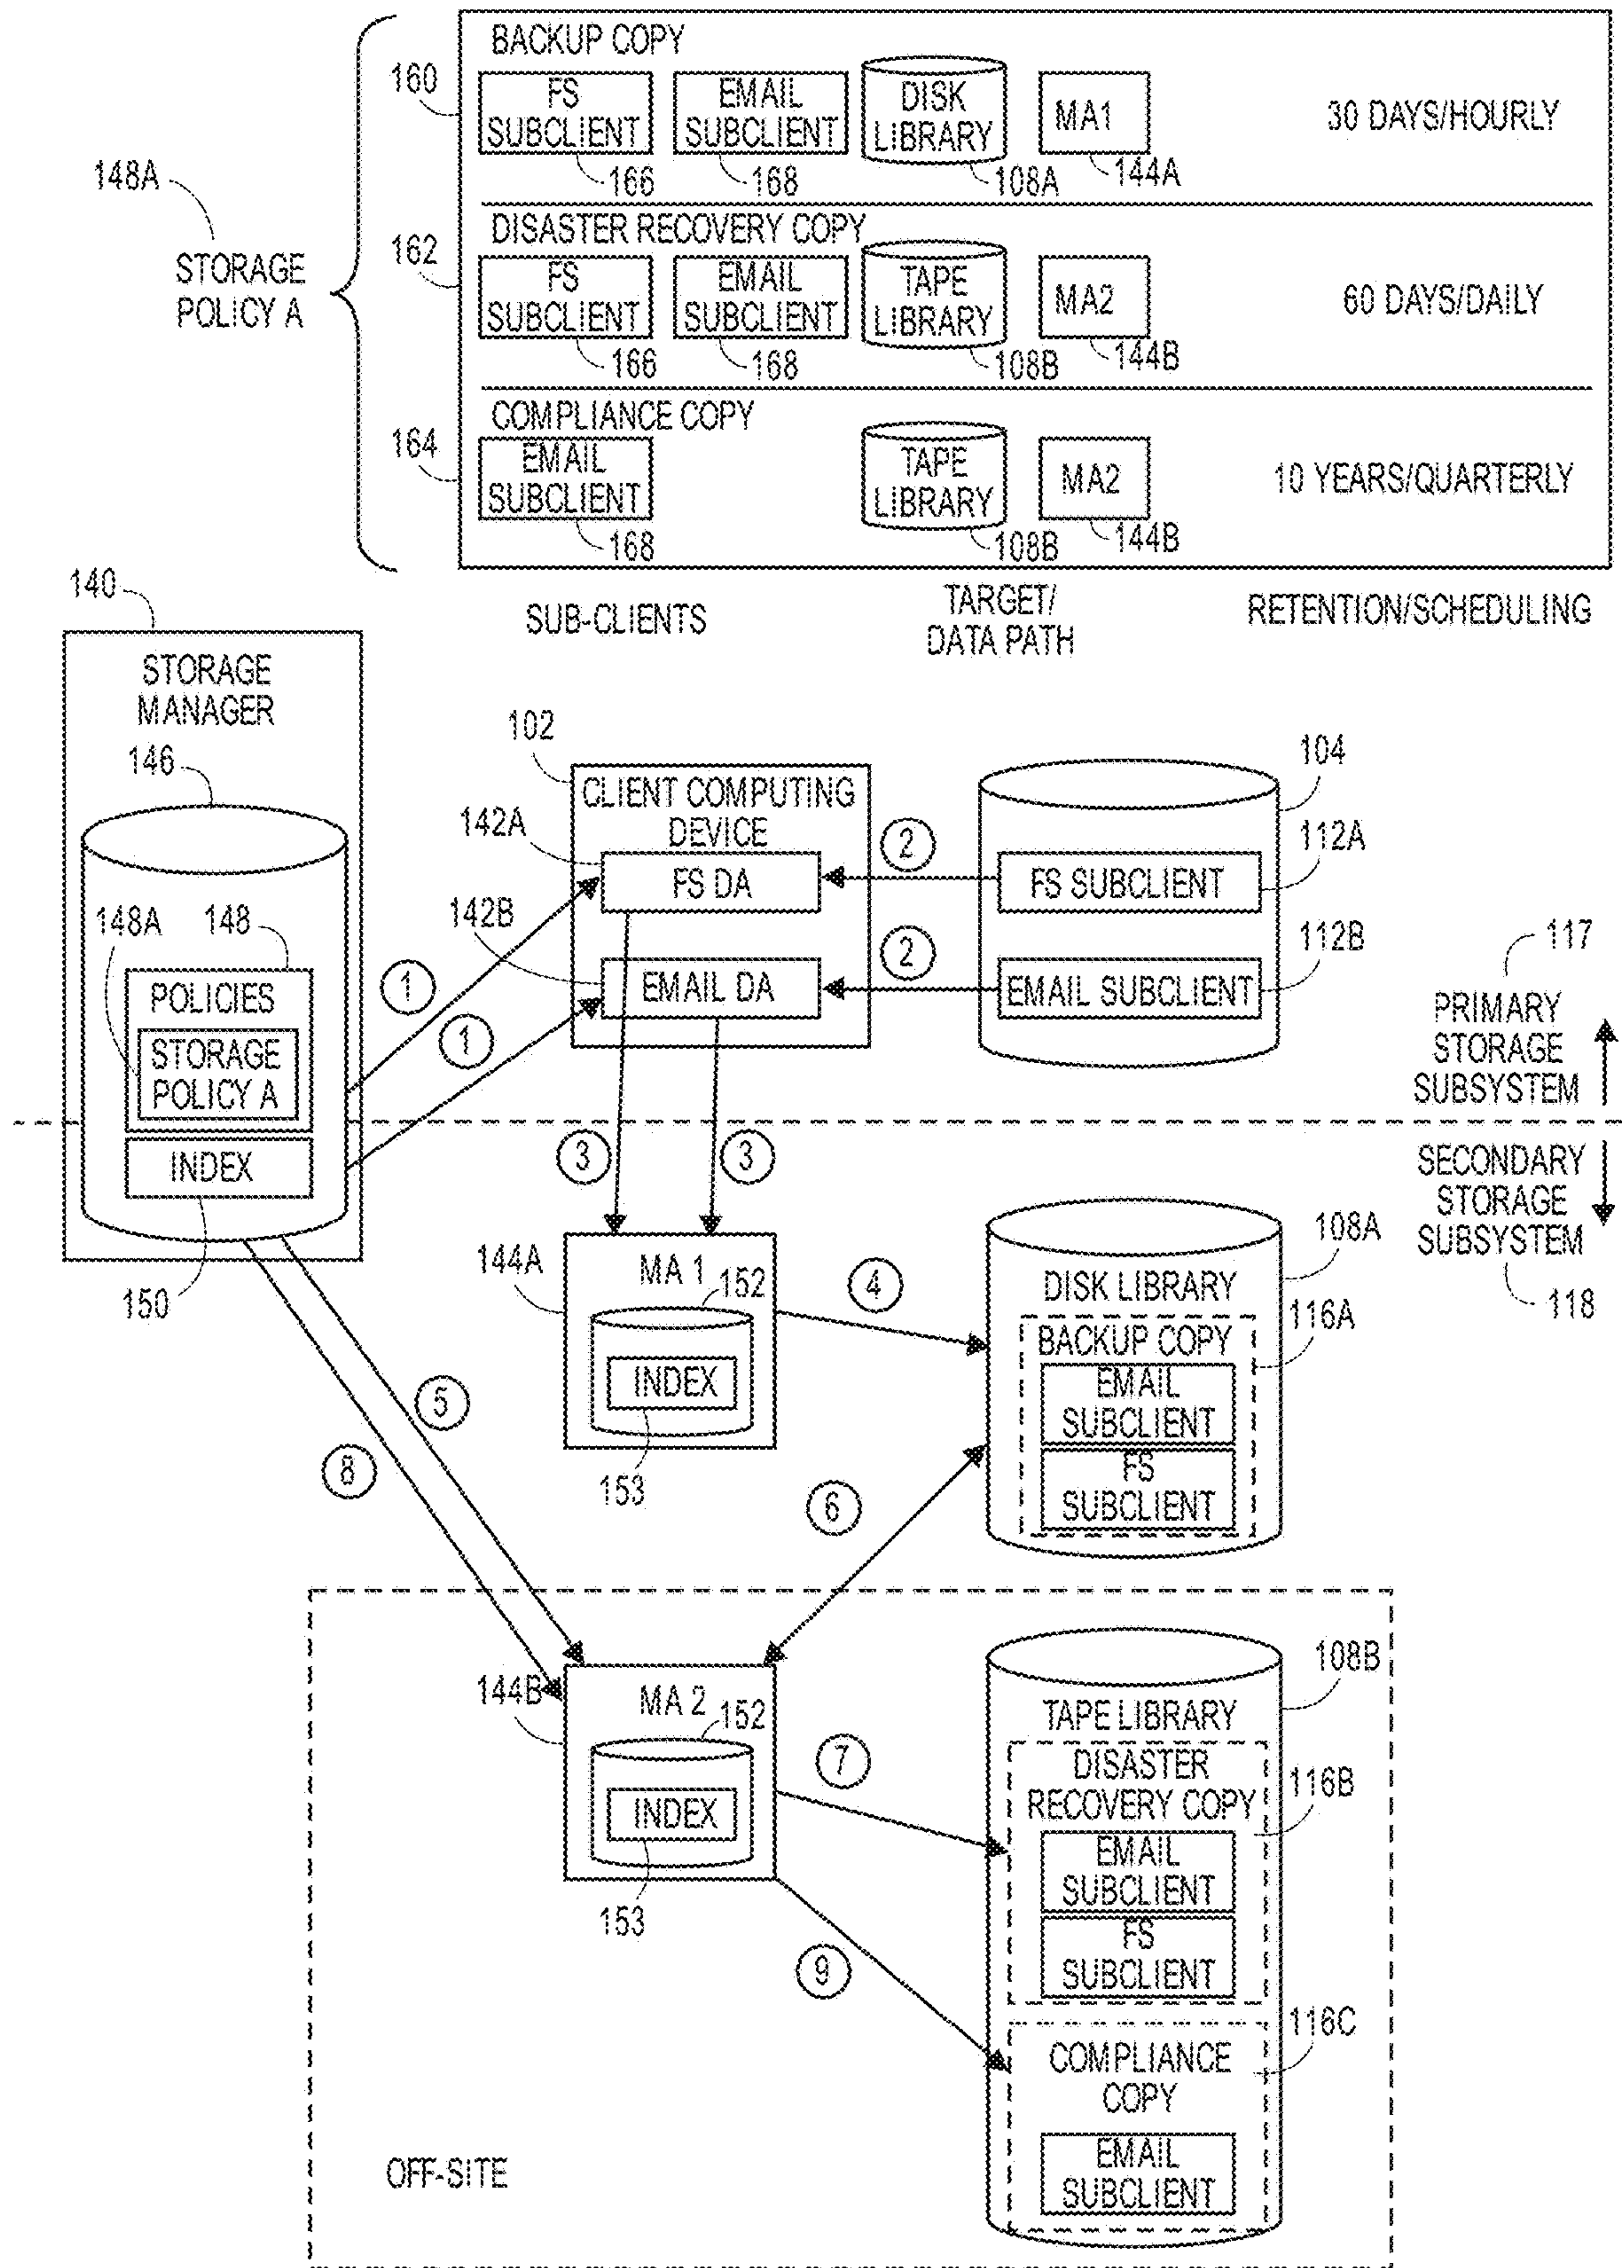 BACKUP COPY
160
FS
SUBCLIENT
166
EMAIL
SUBCLIENT
168
DISK
LIBRARY
108A
MA1
144A
30 DAYS/HOURLY
148A
STORAGE
POLICY A
DISASTER RECOVERY COPY
162
FS
SUBCLIENT
166
EMAIL
SUBCLIENT
168
TAPE
LIBRARY
108B
MA2
144B
60 DAYS/DAILY
COMPLIANCE COPY
164
EMAIL
SUBCLIENT
168
TAPE
LIBRARY
108B
MA2
144B
10 YEARS/QUARTERLY
SUB-CLIENTS
TARGET/
DATA PATH
RETENTION/SCHEDULING
140
STORAGE
MANAGER
146
148A
148
POLICIES
STORAGE
POLICY A
INDEX
150
102
CLIENT COMPUTING
DEVICE
142A
FS DA
142B
EMAIL DA
104
FS SUBCLIENT
112A
EMAIL SUBCLIENT
112B
1
1
2
2
117
PRIMARY
STORAGE
SUBSYSTEM
SECONDARY
STORAGE
SUBSYSTEM
118
3
3
144A
MA 1
152
INDEX
153
4
108A
DISK LIBRARY
116A
BACKUP COPY
EMAIL
SUBCLIENT
FS
SUBCLIENT
5
8
6
144B
MA 2
152
INDEX
153
7
9
108B
TAPE LIBRARY
DISASTER
RECOVERY COPY
116B
EMAIL
SUBCLIENT
FS
SUBCLIENT
116C
COMPLIANCE
COPY
EMAIL
SUBCLIENT
OFF-SITE